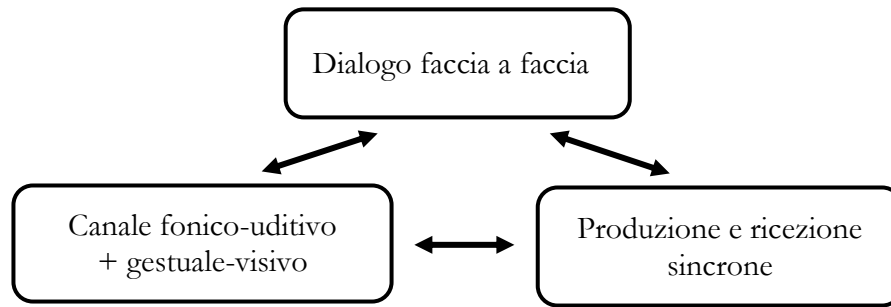 Dialogo faccia a faccia
Canale fonico-uditivo
+ gestuale-visivo
Produzione e ricezione
sincrone